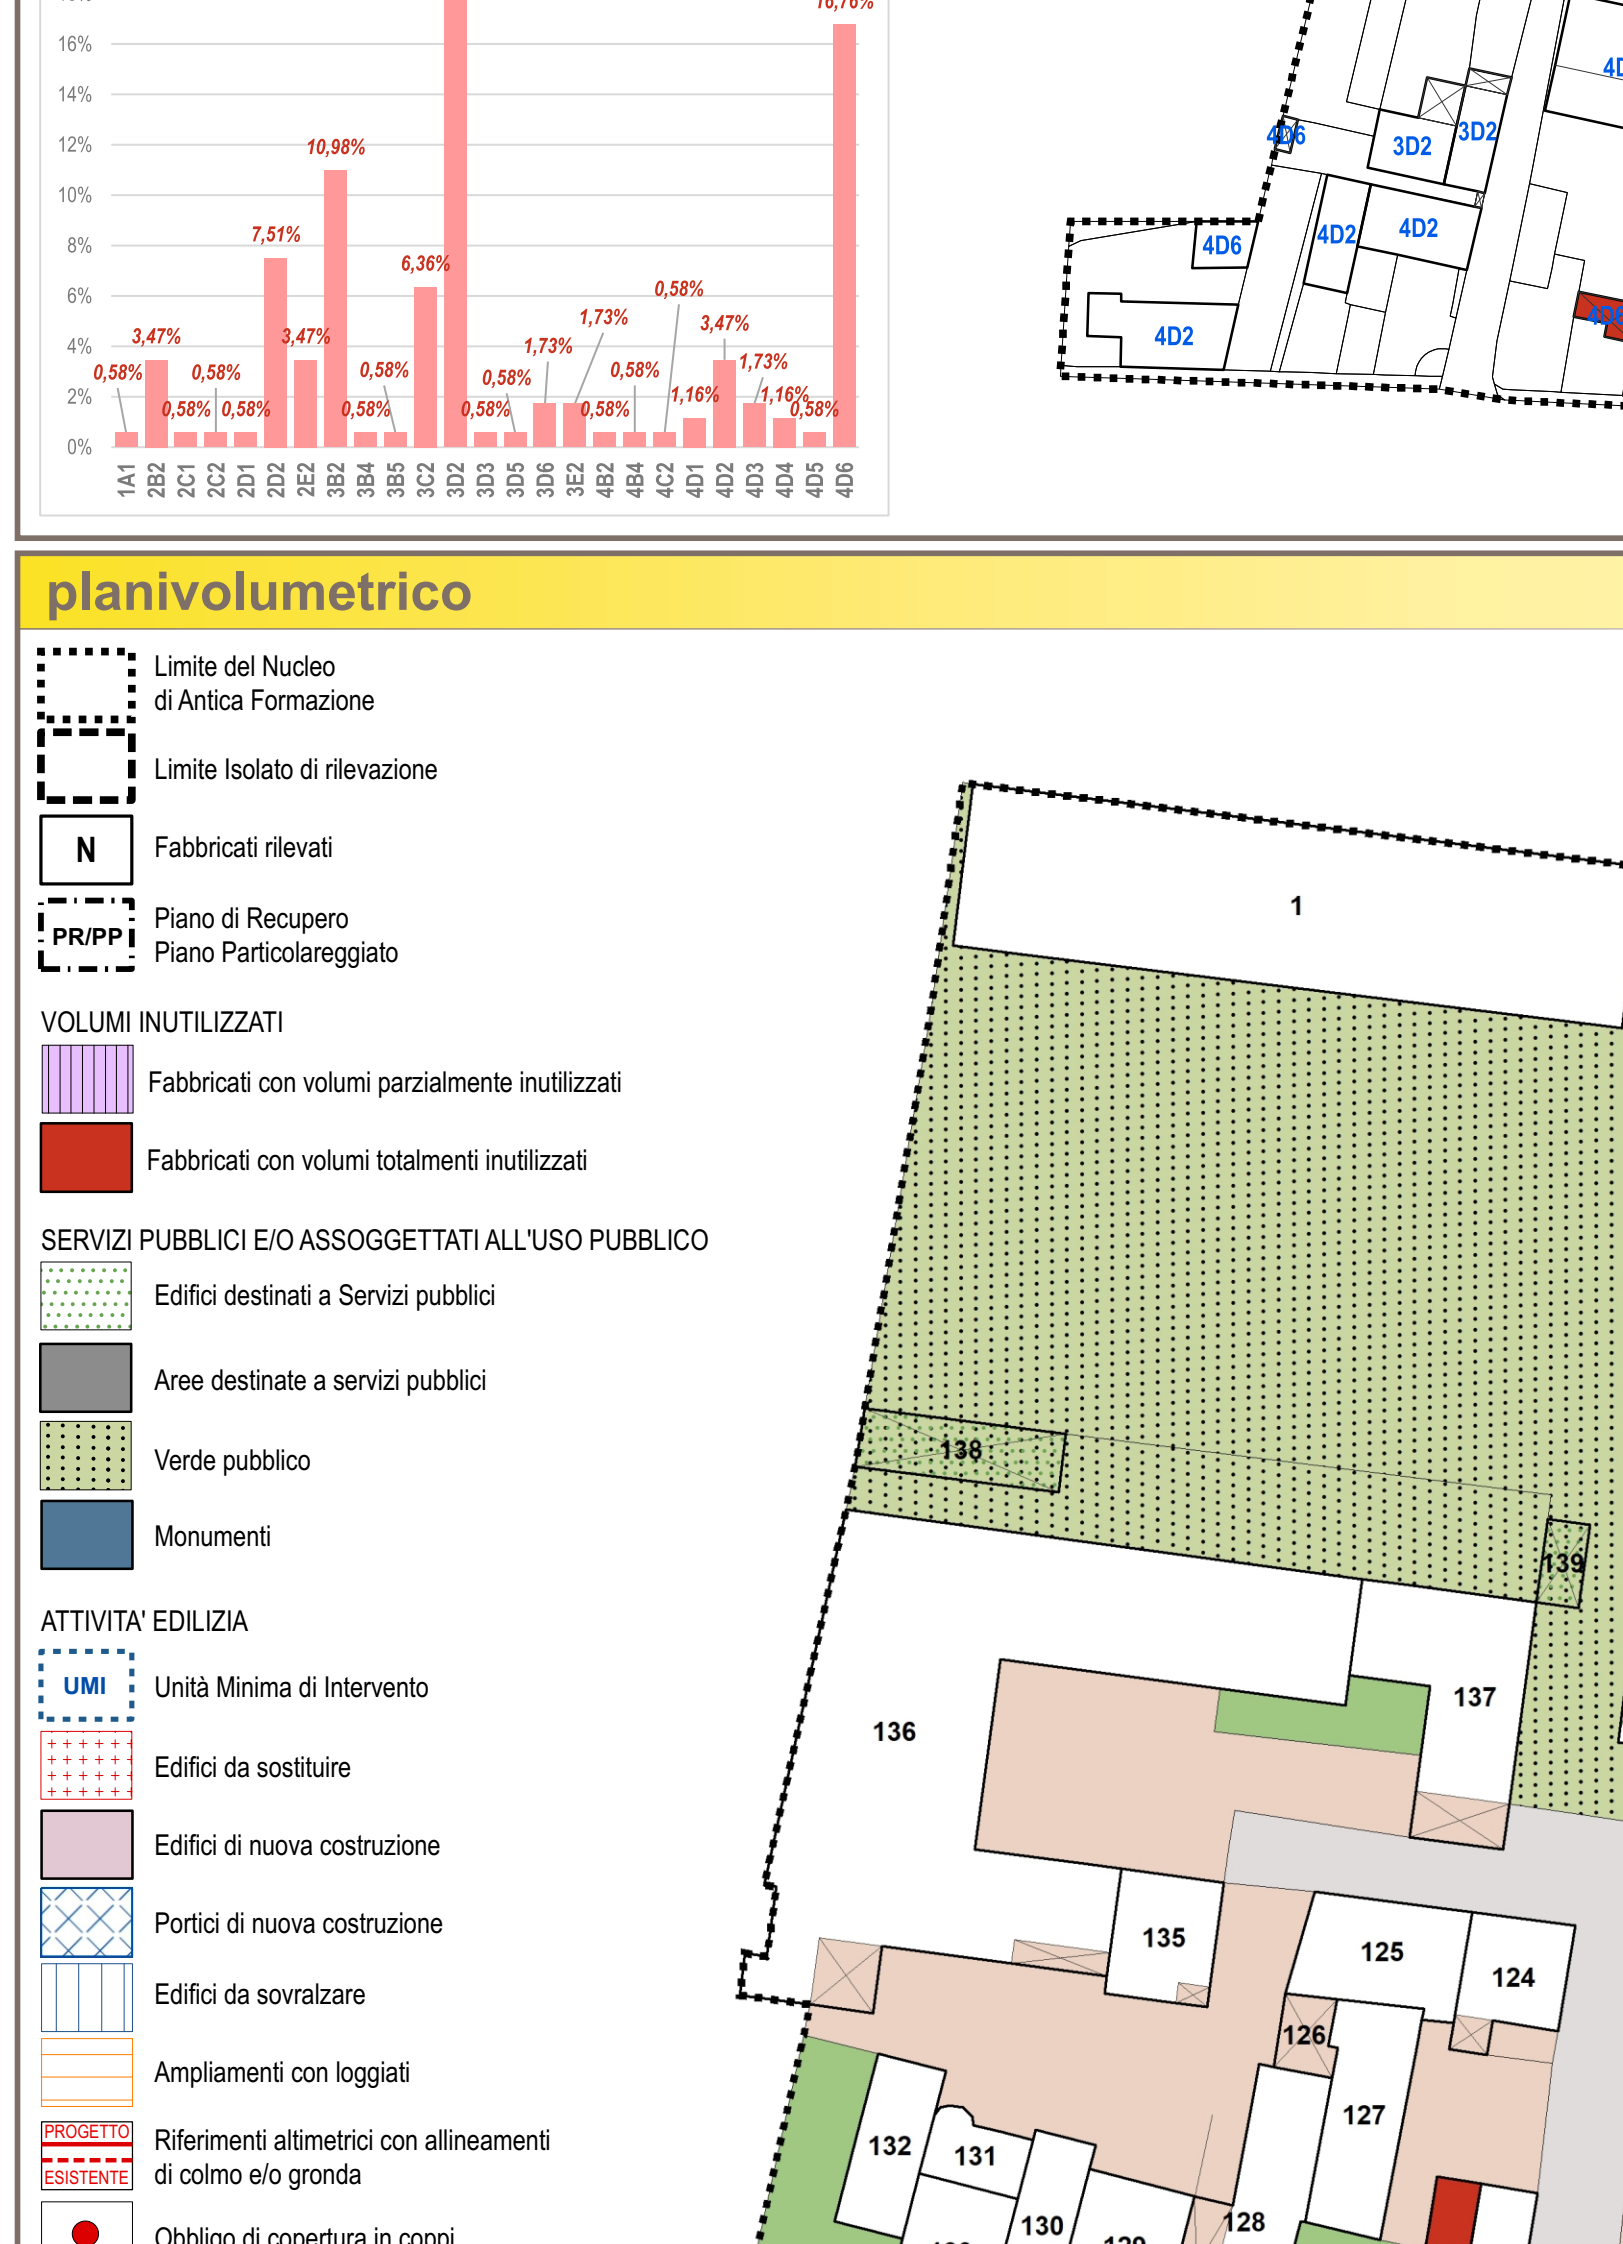 16,76%
16%
14%
12%
10%
8%
6%
4%
2%
0%
0,58%
3,47%
0,58%
0,58%
0,58%
7,51%
3,47%
10,98%
0,58%
0,58%
6,36%
0,58%
0,58%
1,73%
1,73%
0,58%
0,58%
0,58%
1,16%
3,47%
1,73%
1,16%
0,58%
1A1
2B2
2C1
2C2
2D1
2D2
2E2
3B2
3B4
3B5
3C2
3D2
3D3
3D5
3D6
3E2
4B2
4B4
4C2
4D1
4D2
4D3
4D4
4D5
4D6
4D6
3D2
3D2
4D6
4D2
4D2
4D2
4D6
planivolumetrico
Limite del Nucleo
di Antica Formazione
Limite Isolato di rilevazione
N
Fabbricati rilevati
PR/PP
Piano di Recupero
Piano Particolareggiato
VOLUMI INUTILIZZATI
Fabbricati con volumi parzialmente inutilizzati
Fabbricati con volumi totalmenti inutilizzati
SERVIZI PUBBLICI E/O ASSOGGETTATI ALL'USO PUBBLICO
Edifici destinati a Servizi pubblici
Aree destinate a servizi pubblici
Verde pubblico
Monumenti
ATTIVITA' EDILIZIA
UMI
Unità Minima di Intervento
Edifici da sostituire
Edifici di nuova costruzione
Portici di nuova costruzione
Edifici da sovralzare
Ampliamenti con loggiati
PROGETTO
ESISTENTE
Riferimenti altimetrici con allineamenti
di colmo e/o gronda
Obbligo di copertura in coppi
1
138
139
137
136
135
125
124
126
127
132
131
130
128
129